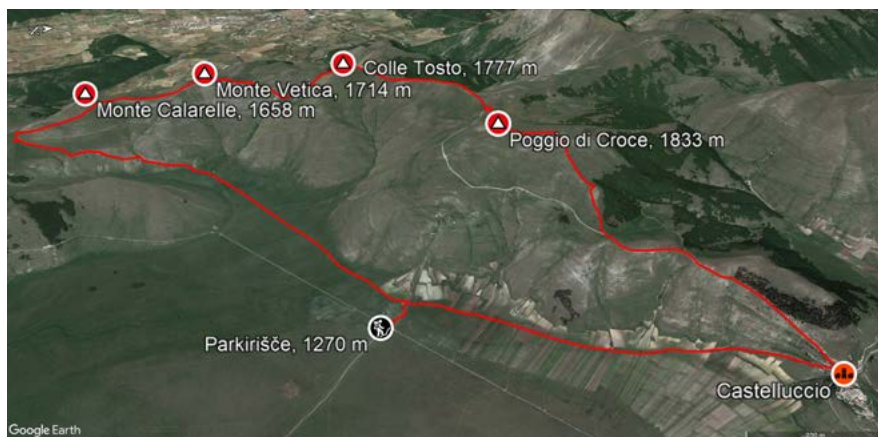 Colle Tosto, 1777 m
Monte Vetica, 1714 m
Monte Calarelle, 1658 m
Poggio di Croce, 1833 m
Parkirišče, 1270 m
Castelluccio
Google Earth